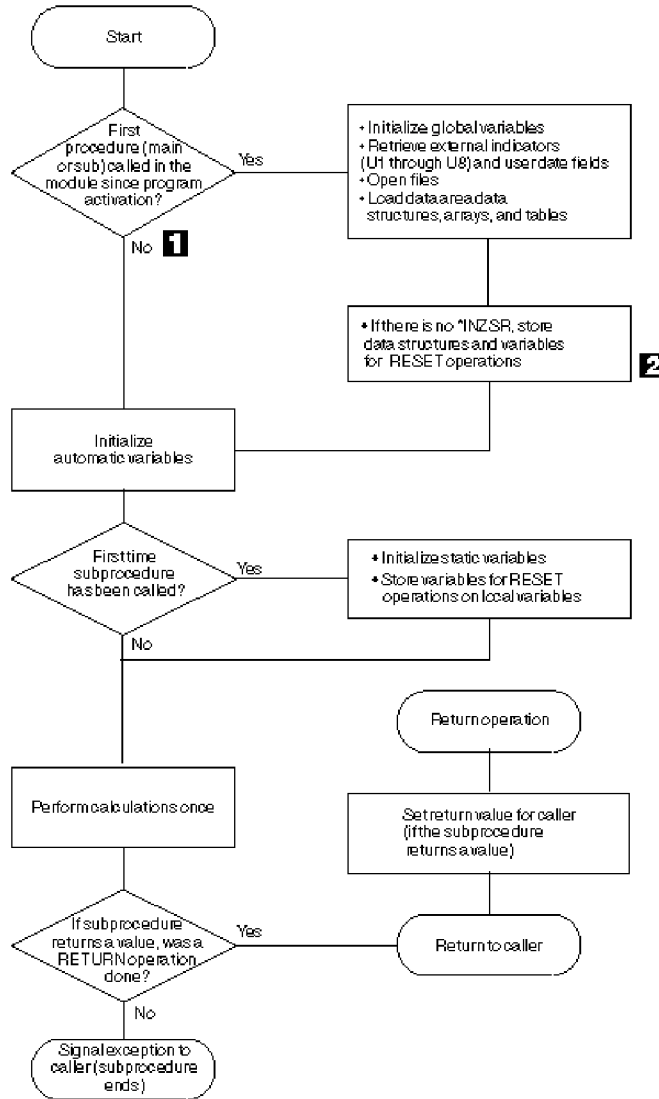 Start
First
procedure (main
or sub) called in the
module since program
activation?
Yes
• Initialize global variables
• Retrieve external indicators
(U1 through U8) and user date fields
• Open files
• Load data area data
structures, arrays, and tables
No 1
• If there is no *INZSR, store
data structures and variables
for RESET operations
2
Initialize
automatic variables
First time
subprocedure
has been called?
Yes
• Initialize static variables
• Store variables for RESET
operations on local variables
No
Return operation
Perform calculations once
Set return value for caller
(if the subprocedure
returns a value)
If subprocedure
returns a value, was a
RETURN operation
done?
Yes
Return to caller
No
Signal exception to
caller (subprocedure
ends)